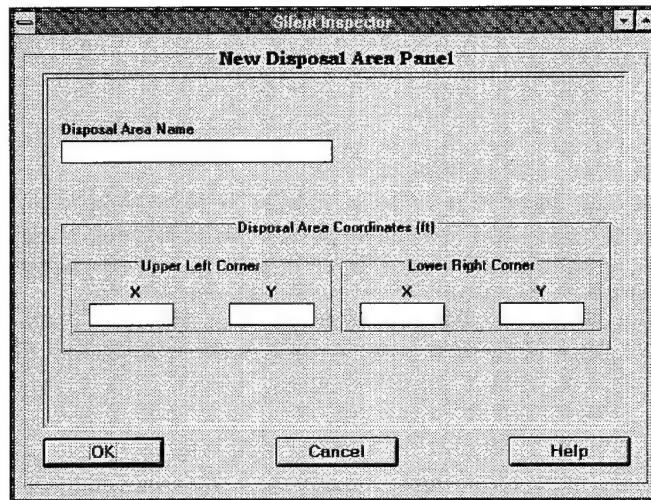 Silent Inspector
New Disposal Area Panel
Disposal Area Name
Disposal Area Coordinates (ft)
Upper Left Corner Lower Right Corner
X Y X Y
OK Cancel Help